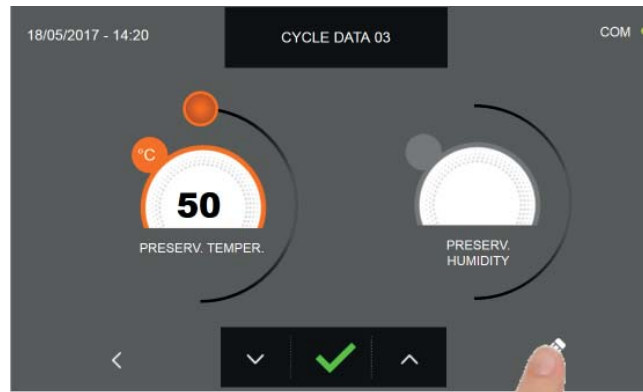 18/05/2017 - 14:20
CYCLE DATA 03
COM
°C
50
PRESERV. TEMPER.
PRESERV.
HUMIDITY